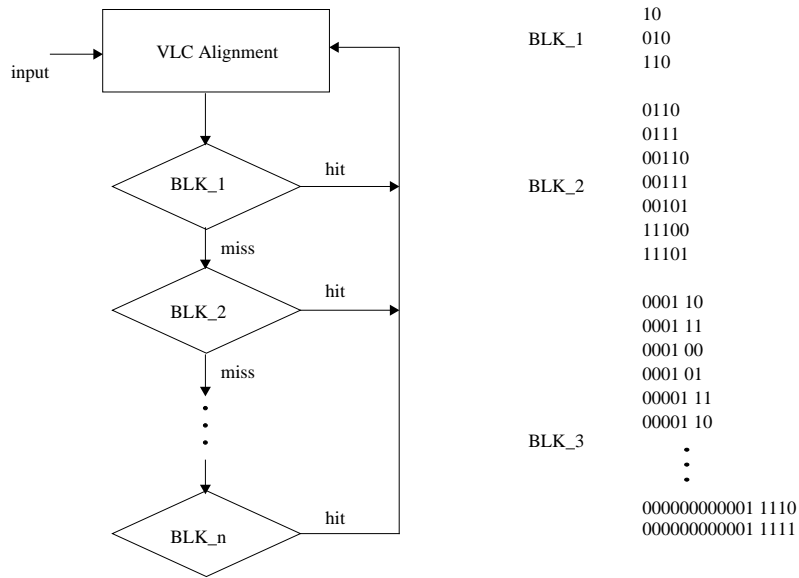 input
VLC Alignment
BLK_1
hit
miss
BLK_2
hit
miss
BLK_n
hit
BLK_1
10
010
110
BLK_2
0110
0111
00110
00111
00101
11100
11101
BLK_3
0001 10
0001 11
0001 00
0001 01
00001 11
00001 10
000000000001 1110
000000000001 1111